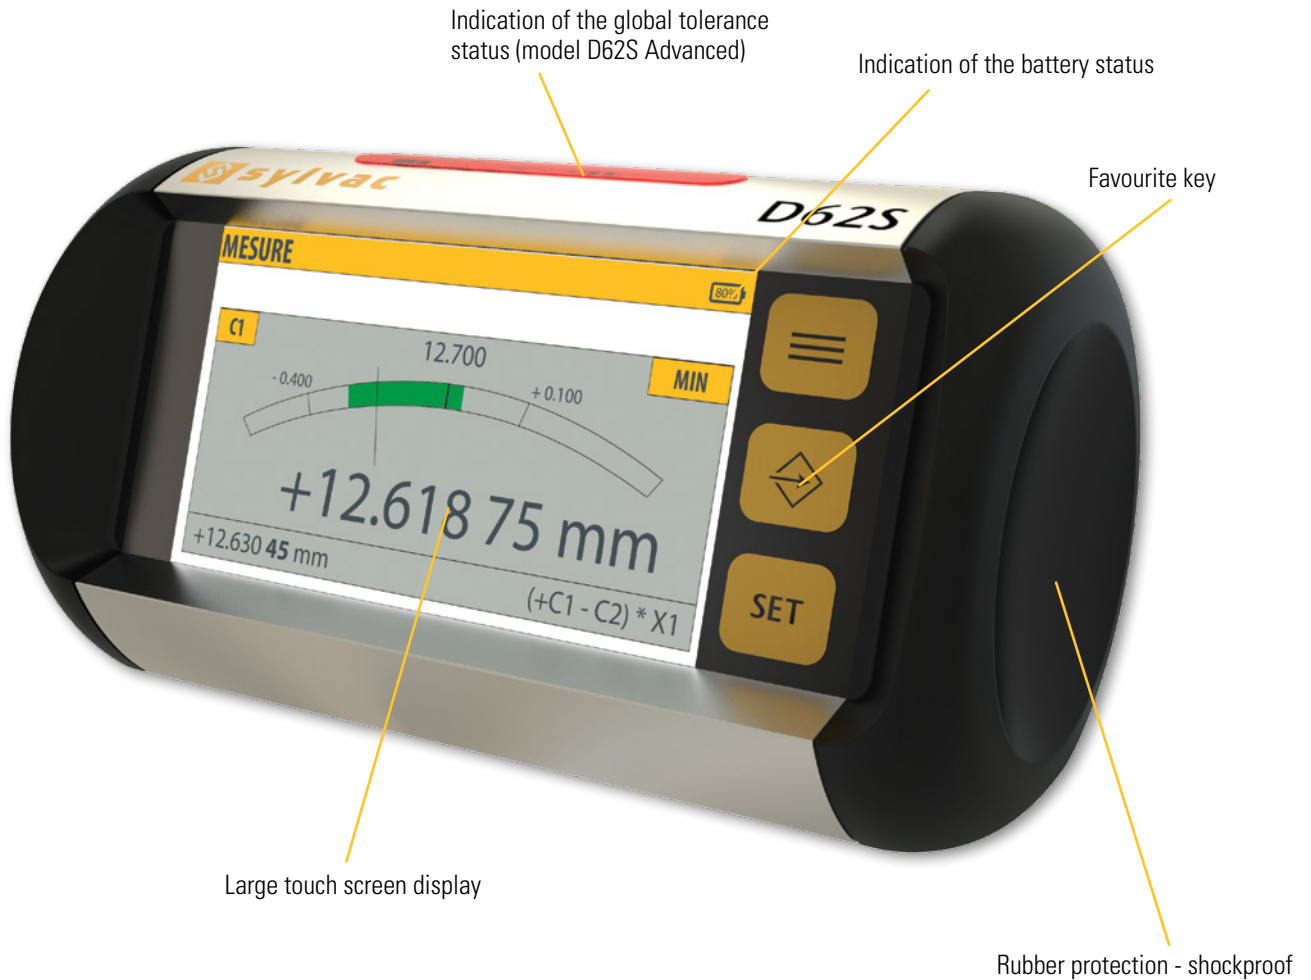 Indication of the global tolerance
status (model D62S Advanced)
Indication of the battery status
Favourite key
sylvac
D62S
MESURE
80%
C1
12.700
MIN
- 0.400
+ 0.100
+12.618 75 mm
+12.630 45 mm
(+C1 - C2) * X1
SET
Large touch screen display
Rubber protection - shockproof